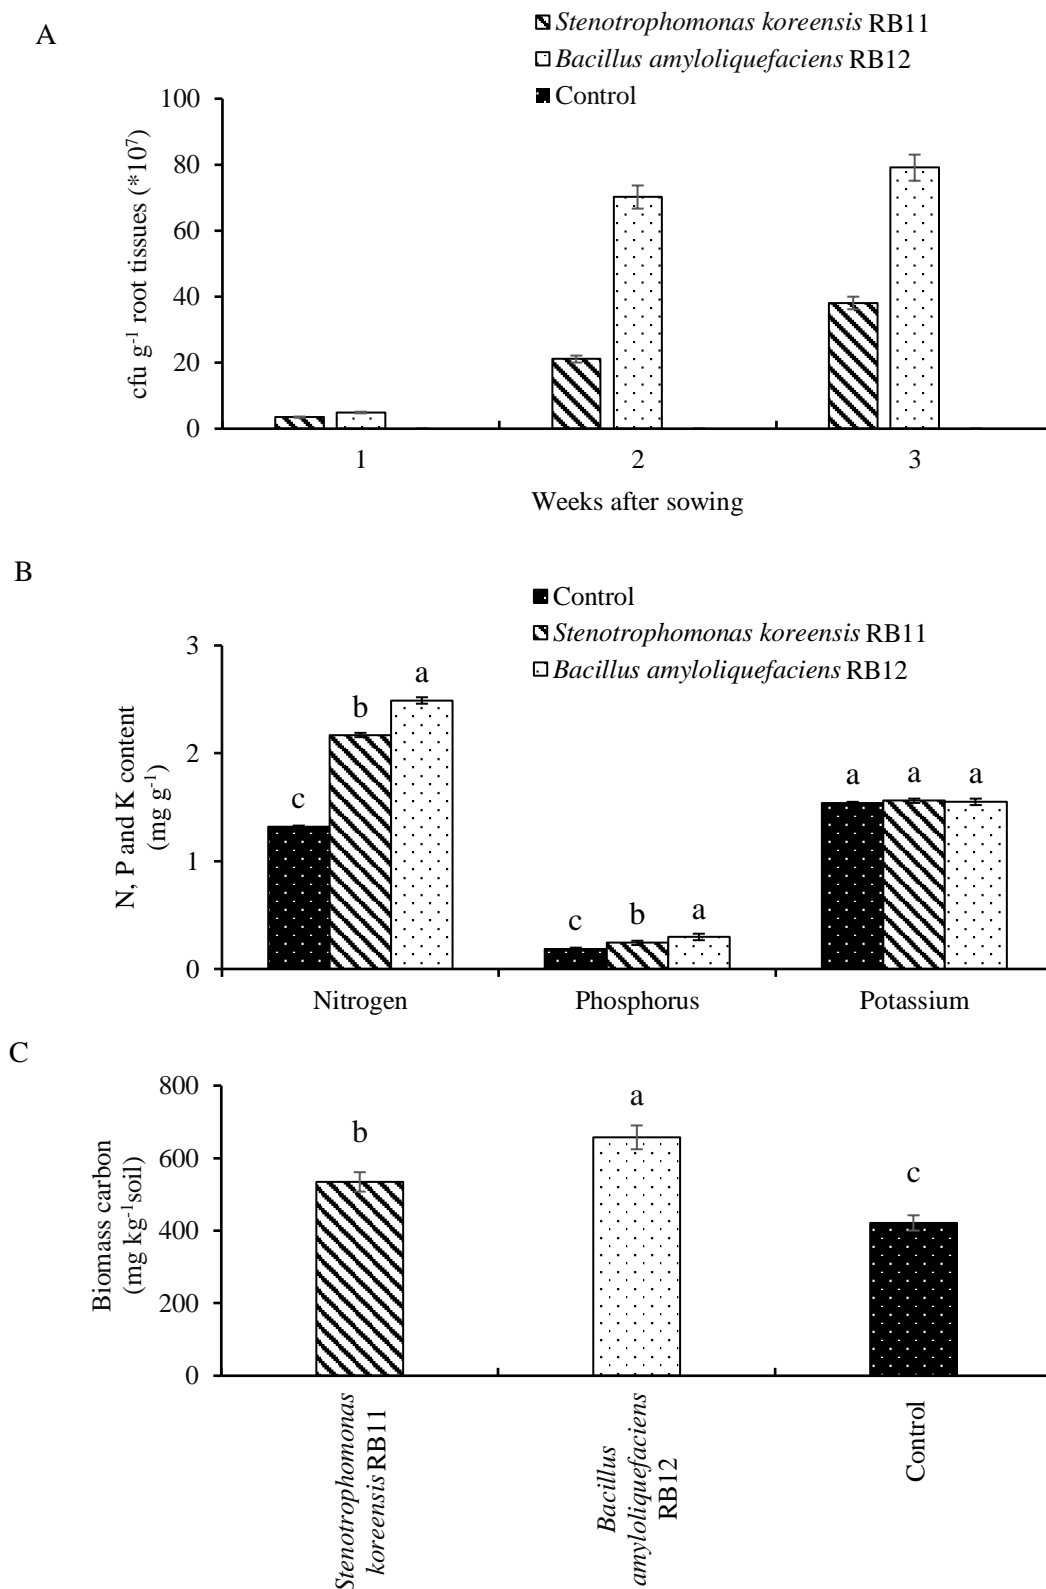 A
Stenotrophomonas koreensis RB11
Bacillus amyloliquefaciens RB12
Control
cfu g-1 root tissues (*10⁷)
100
80
60
40
20
0
1 2 3
Weeks after sowing
B
Control
Stenotrophomonas koreensis RB11
Bacillus amyloliquefaciens RB12
N, P and K content
(mg g-1)
3
2
1
0
c b a
c b a
a a a
Nitrogen Phosphorus Potassium
C
Biomass carbon
(mg kg-1soil)
800
600
400
200
0
b a c
Stenotrophomonas
koreensis RB11
Bacillus
amyloliquefaciens
RB12
Control